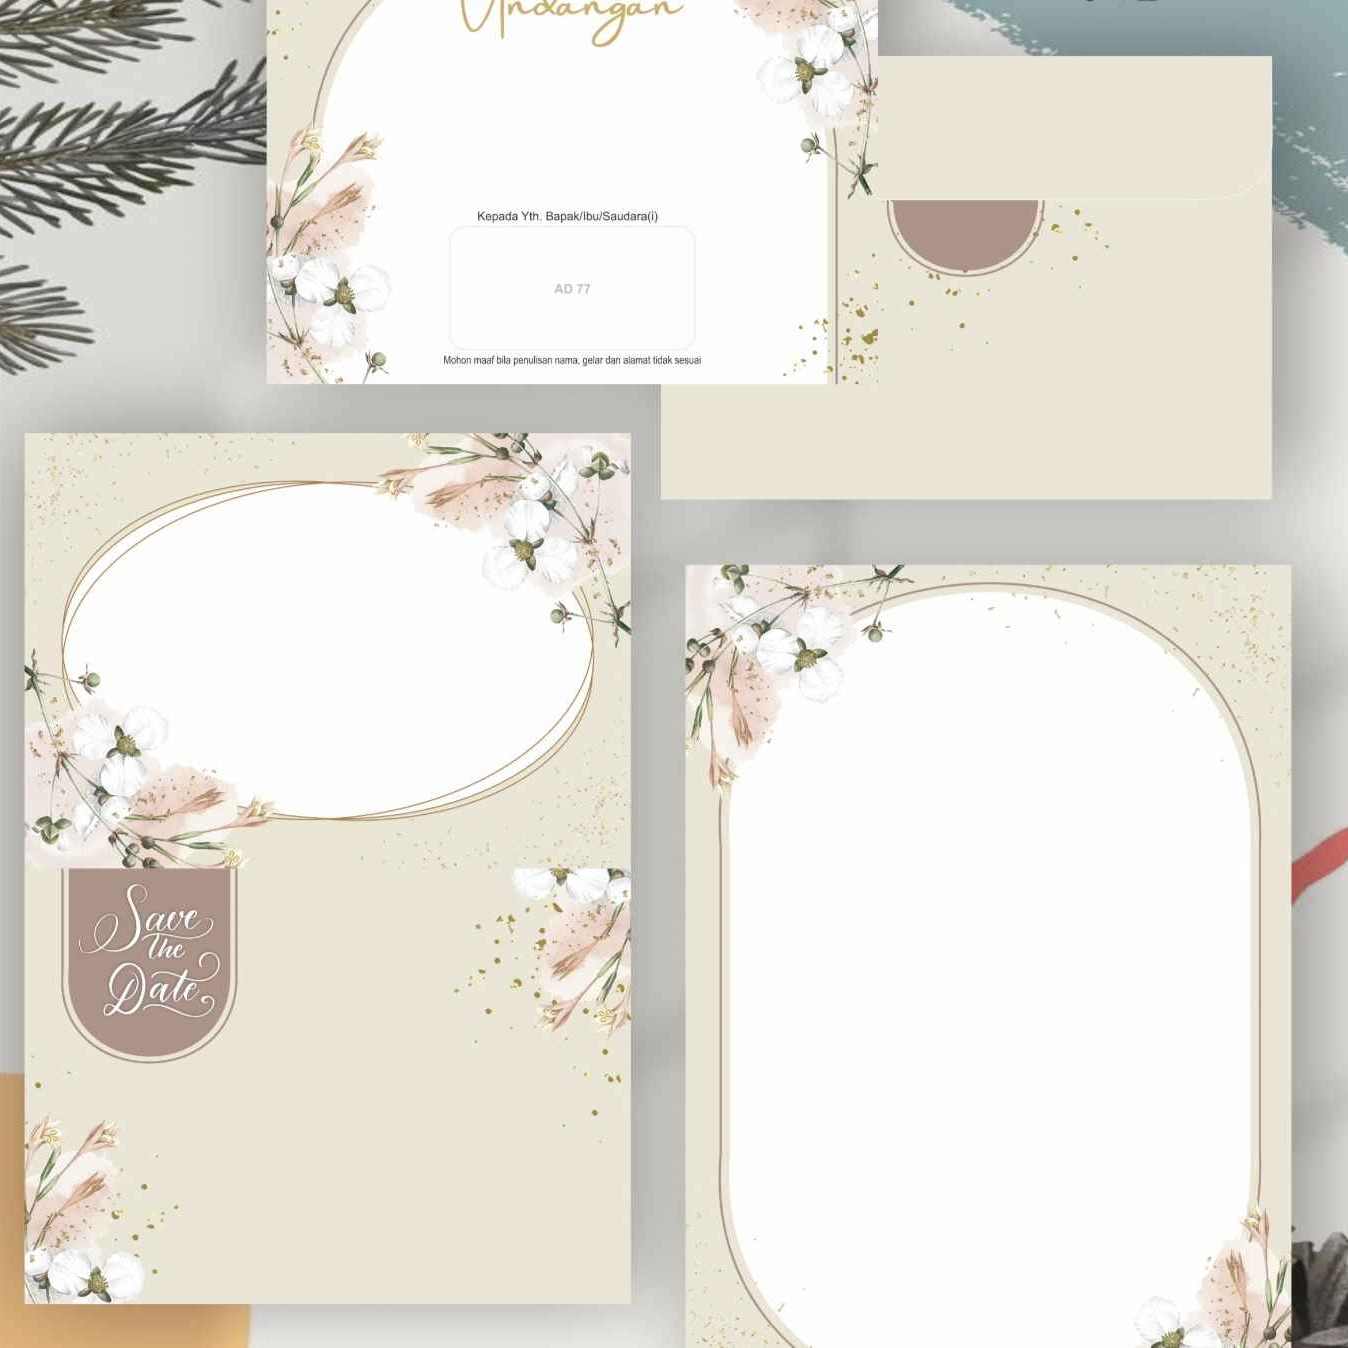 Undangan
Kepada Yth. Bapak/Ibu/Saudara(i)
AD 77
Mohon maaf bila penulisan nama, gelar dan alamat tidak sesuai
Save
the
Date